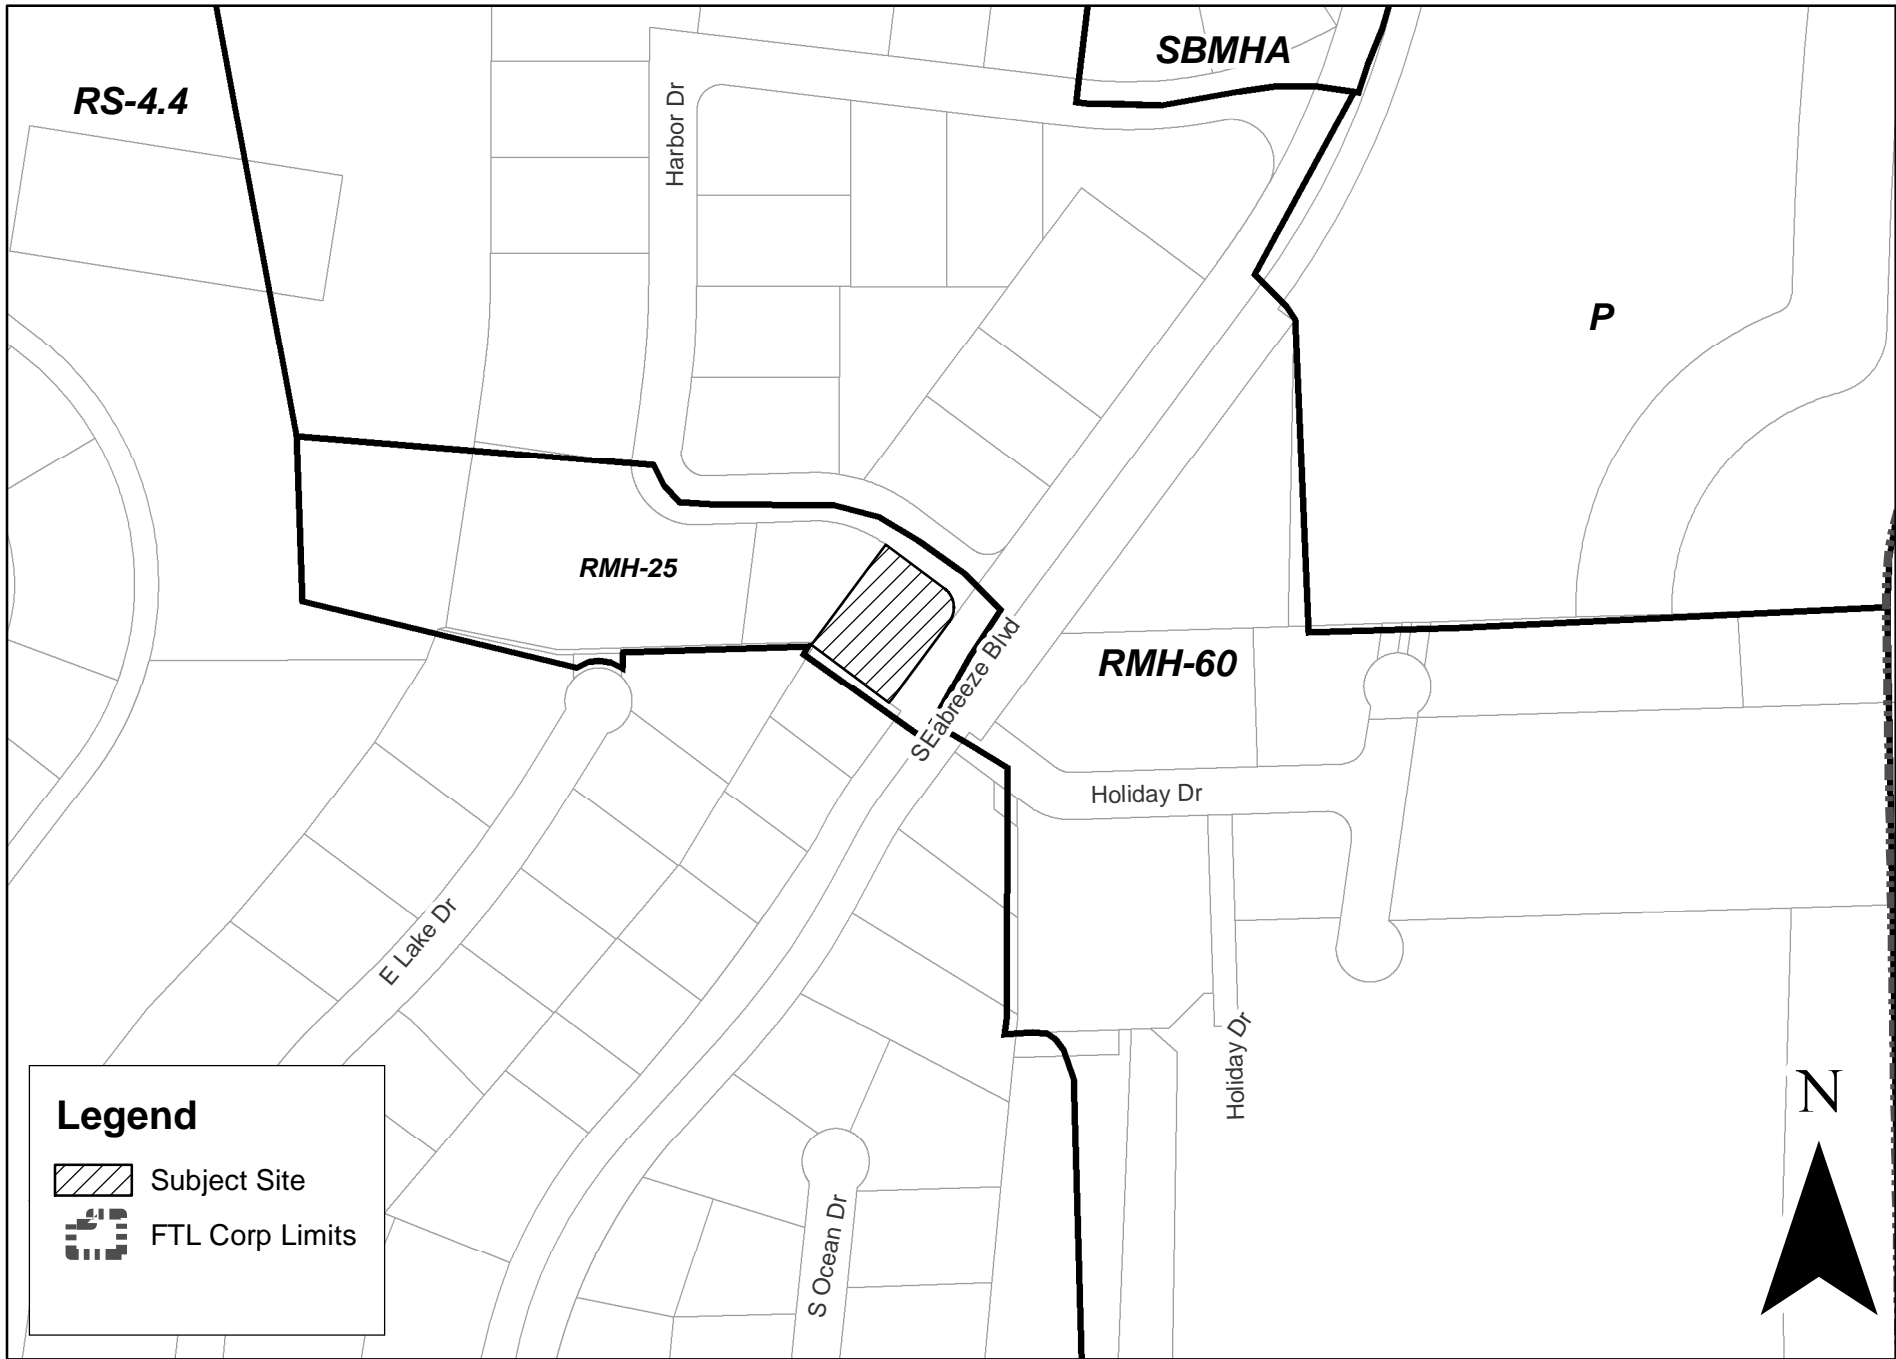 SBMHA
RS-4.4
Harbor Dr
P
RMH-25
SEabreeze Blvd
RMH-60
Holiday Dr
E Lake Dr
Holiday Dr
N
Legend
Subject Site
FTL Corp Limits
S Ocean Dr